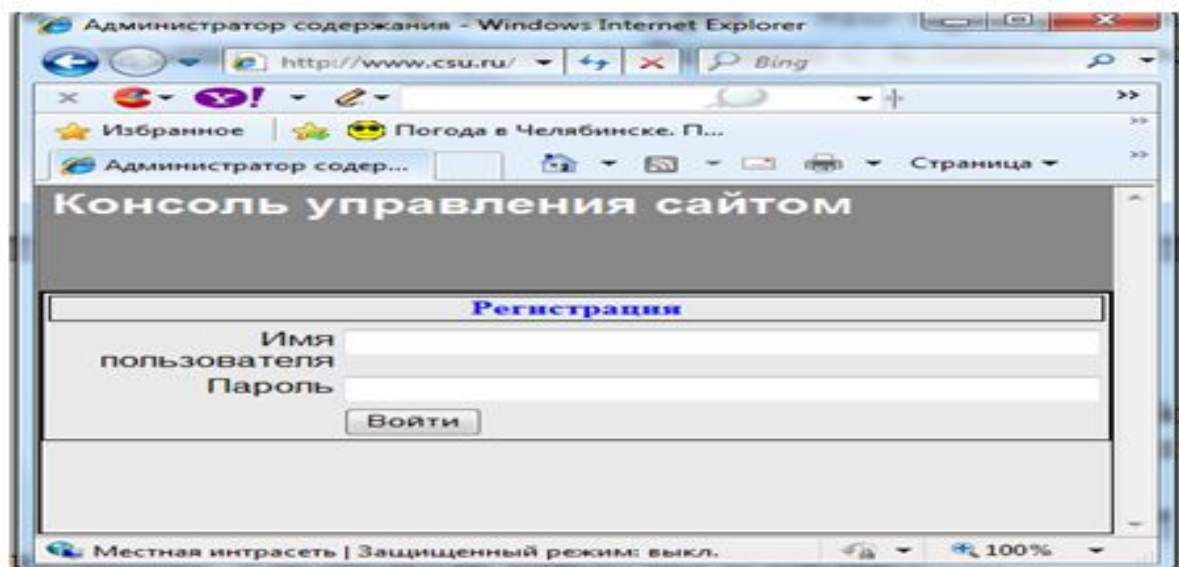 Администратор содержания - Windows Internet Explorer
http://www.csu.ru/ Bing
Y!
Избранное Погода в Челябинске. П...
Администратор содер... Страница
Консоль управления сайтом
Регистрация
Имя
пользователя
Пароль
Войти
Местная интрасеть | Защищенный режим: выкл. 100%